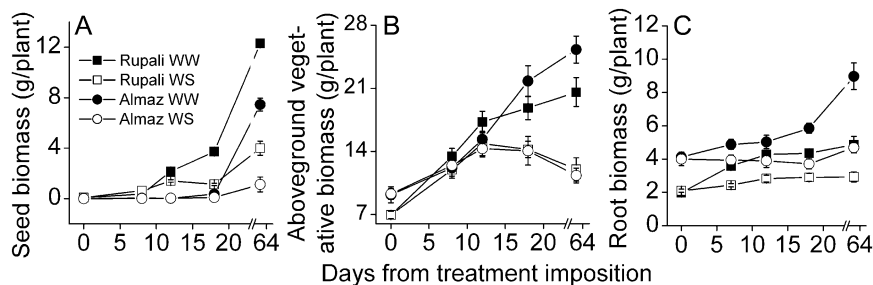 A
Seed biomass (g/plant)
12
8
4
0
Rupali WW
Rupali WS
Almaz WW
Almaz WS
0 5 10 15 20 64
B
Aboveground veget-
ative biomass (g/plant)
28
21
14
7
0 5 10 15 20 64
C
Root biomass (g/plant)
12
10
8
6
4
2
0
0 5 10 15 20 64
Days from treatment imposition